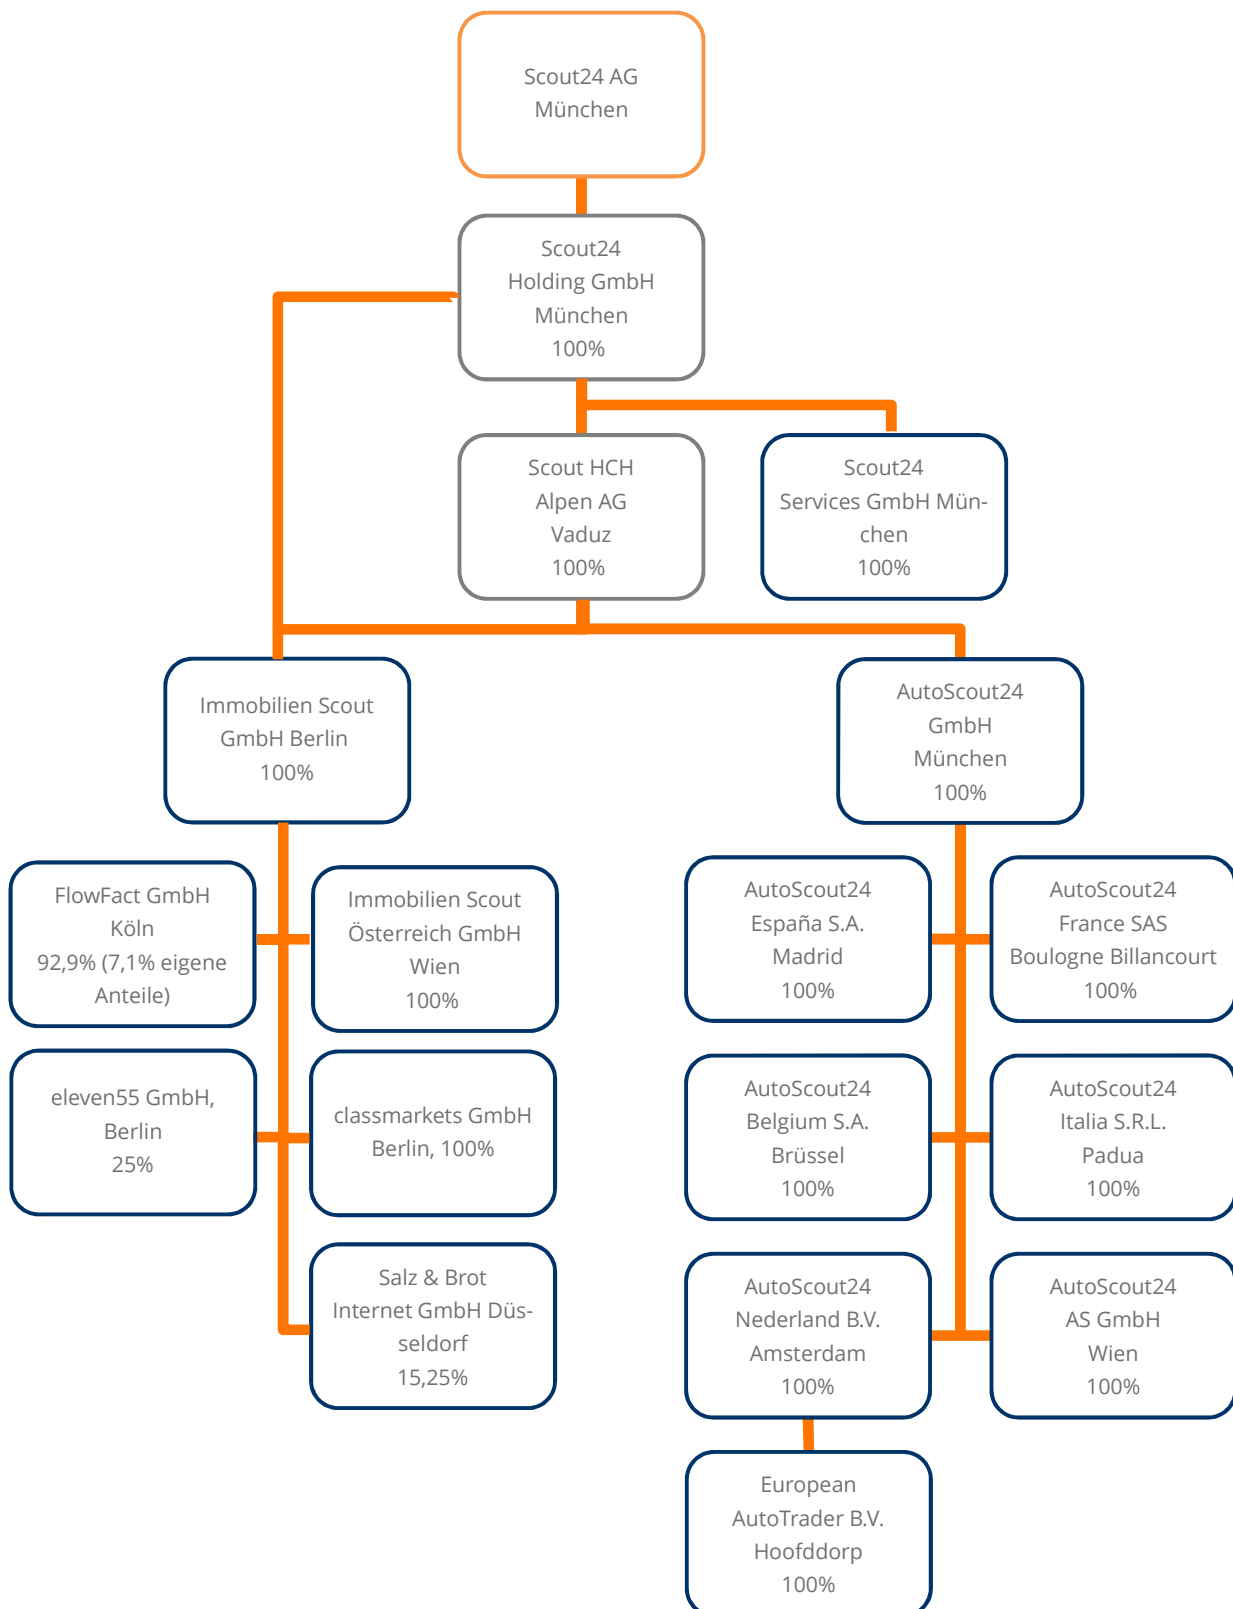 Scout24 AG
München
Scout24
Holding GmbH
München
100%
Scout HCH
Alpen AG
Vaduz
100%
Scout24
Services GmbH Mün-
chen
100%
Immobilien Scout
GmbH Berlin
100%
AutoScout24
GmbH
München
100%
FlowFact GmbH
Köln
92,9% (7,1% eigene
Anteile)
Immobilien Scout
Österreich GmbH
Wien
100%
AutoScout24
España S.A.
Madrid
100%
AutoScout24
France SAS
Boulogne Billancourt
100%
eleven55 GmbH,
Berlin
25%
classmarkets GmbH
Berlin, 100%
AutoScout24
Belgium S.A.
Brüssel
100%
AutoScout24
Italia S.R.L.
Padua
100%
Salz & Brot
Internet GmbH Düs-
seldorf
15,25%
AutoScout24
Nederland B.V.
Amsterdam
100%
AutoScout24
AS GmbH
Wien
100%
European
AutoTrader B.V.
Hoofddorp
100%